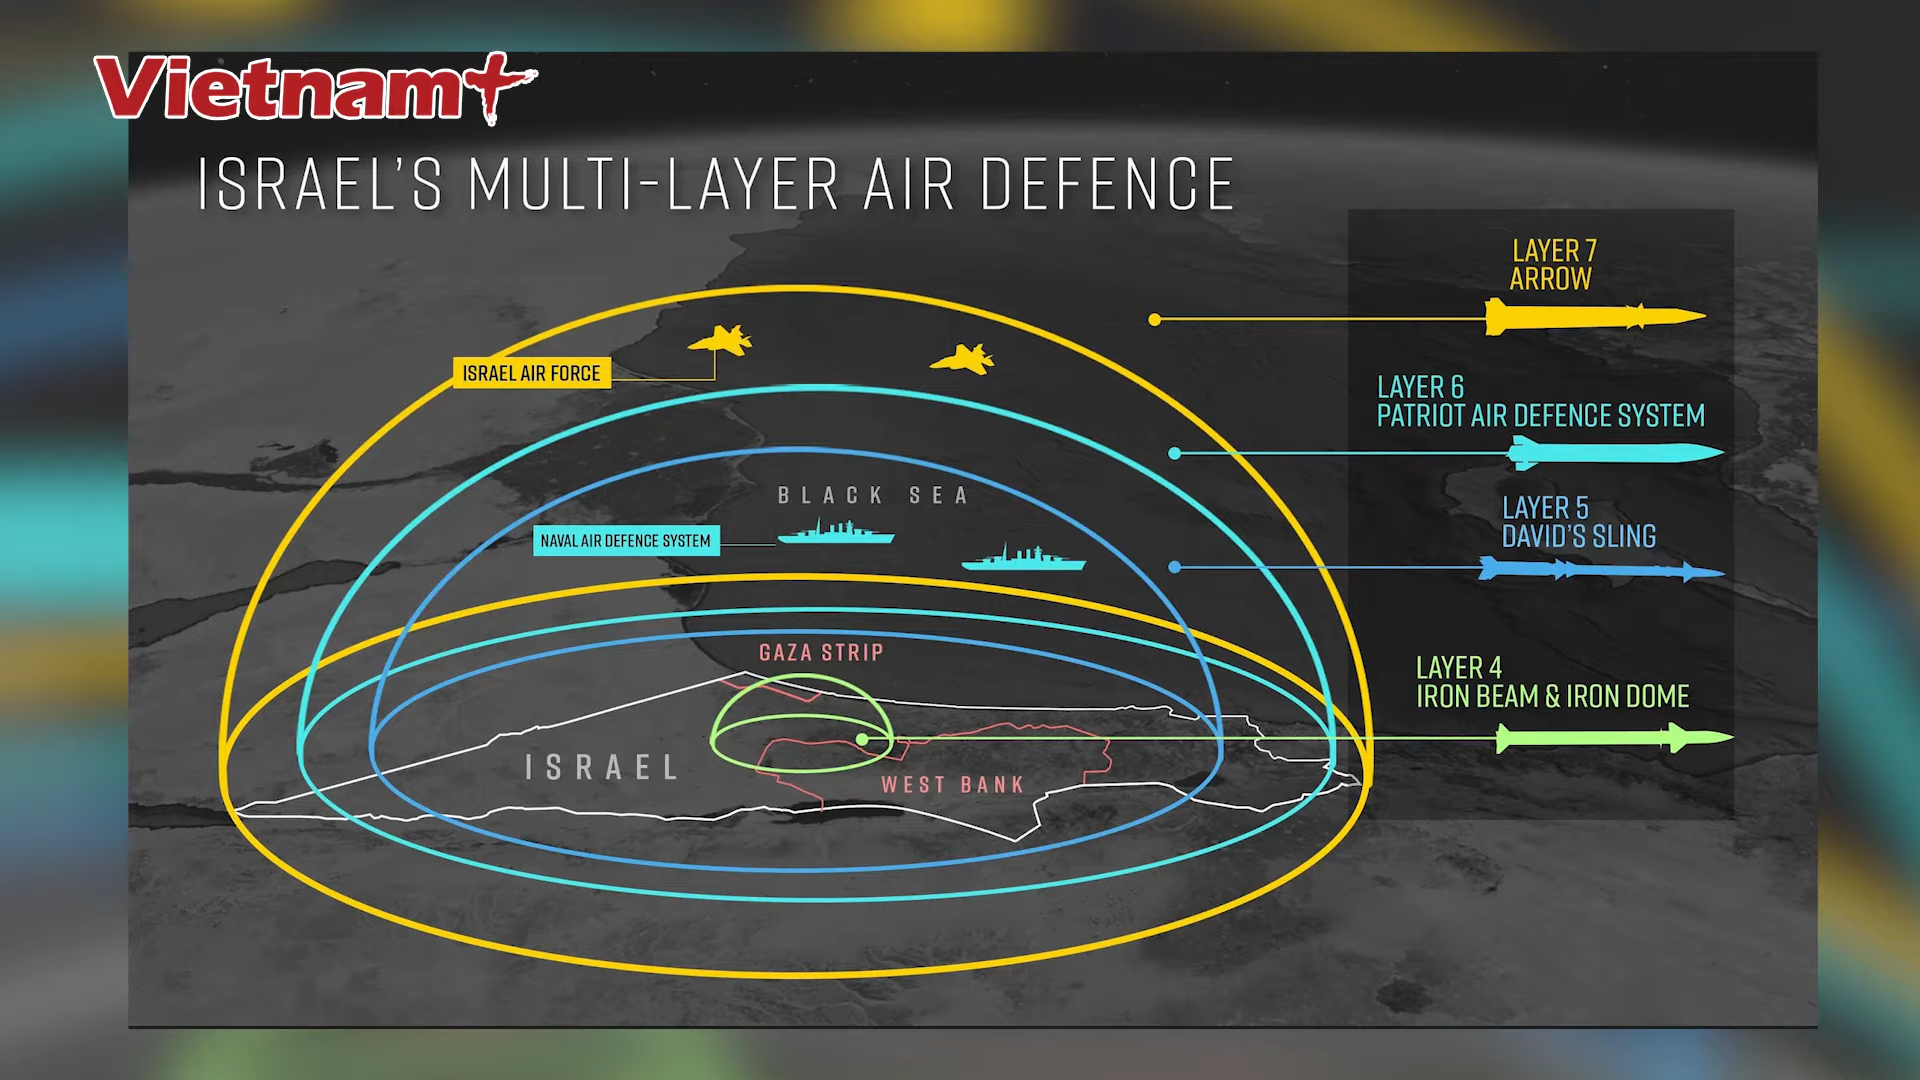 Vietnam+
ISRAEL'S MULTI-LAYER AIR DEFENCE
LAYER 7
ARROW
ISRAEL AIR FORCE
LAYER 6
PATRIOT AIR DEFENCE SYSTEM
BLACK SEA
NAVAL AIR DEFENCE SYSTEM
LAYER 5
DAVID'S SLING
GAZA STRIP
LAYER 4
IRON BEAM & IRON DOME
ISRAEL
WEST BANK